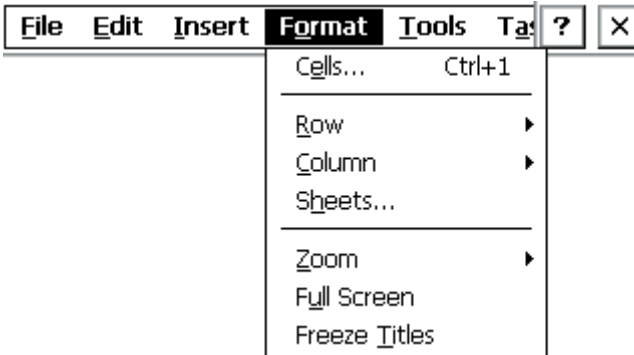 File Edit Insert Format Tools ? ×
Cells... Ctrl+1
Row
Column
Sheets...
Zoom
Full Screen
Freeze Titles